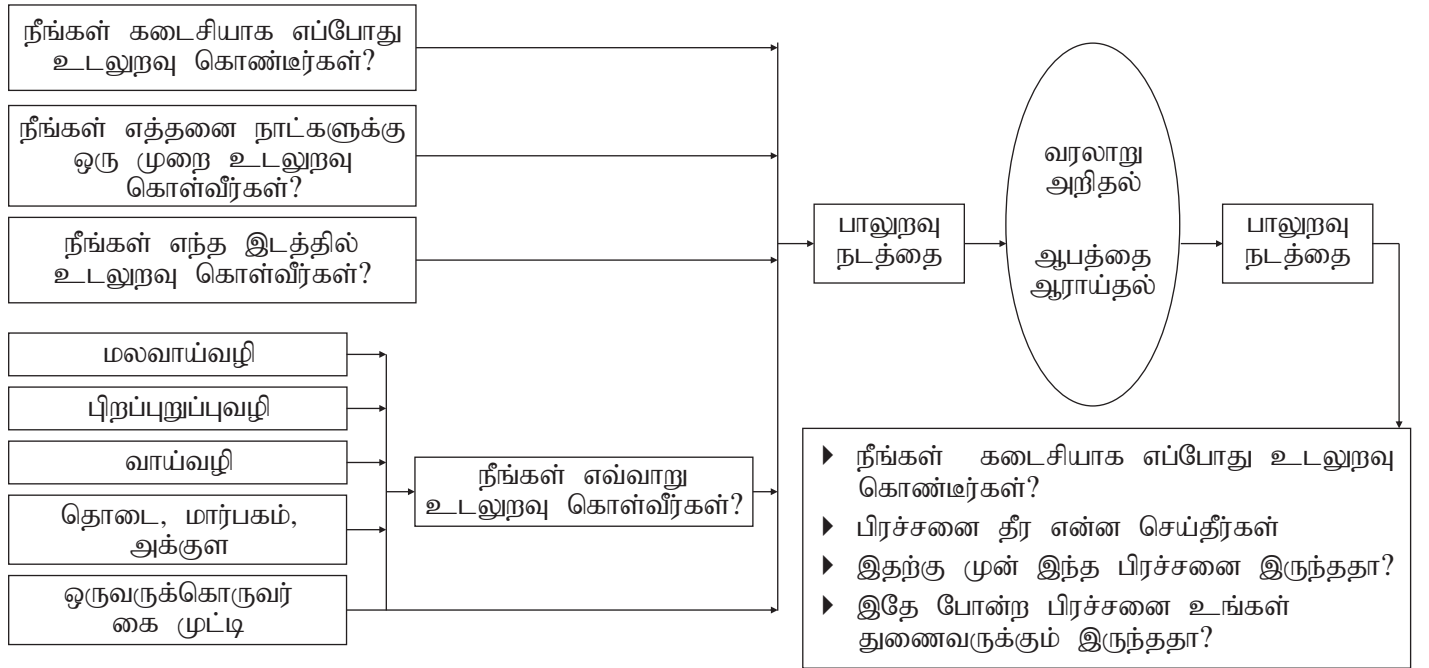 நீங்கள் கடைசியாக எப்போது
உடலுறவு கொண்டீர்கள்?
நீங்கள் எத்தனை நாட்களுக்கு
ஒரு முறை உடலுறவு
கொள்வீர்கள்?
நீங்கள் எந்த இடத்தில்
உடலுறவு கொள்வீர்கள்?
மலவாய்வழி
பிறப்புறுப்புவழி
வாய்வழி
தொடை, மார்பகம்,
அக்குள
ஒருவருக்கொருவர்
கை முட்டி
நீங்கள் எவ்வாறு
உடலுறவு கொள்வீர்கள்?
பாலுறவு
நடத்தை
வரலாறு
அறிதல்
ஆபத்தை
ஆராய்தல்
பாலுறவு
நடத்தை
நீங்கள் கடைசியாக எப்போது உடலுறவு
கொண்டீர்கள்?
பிரச்சனை தீர என்ன செய்தீர்கள்
இதற்கு முன் இந்த பிரச்சனை இருந்ததா?
இதே போன்ற பிரச்சனை உங்கள்
துணைவருக்கும் இருந்ததா?